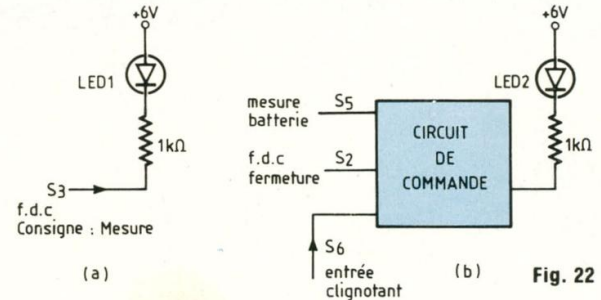 +6V
LED1
1kΩ
S3
f.d.c
Consigne : Mesure
(a)
+6V
LED2
1kΩ
mesure
batterie
S5
f.d.c
fermeture
S2
CIRCUIT
DE
COMMANDE
S6
entrée
clignotant
(b)
Fig. 22